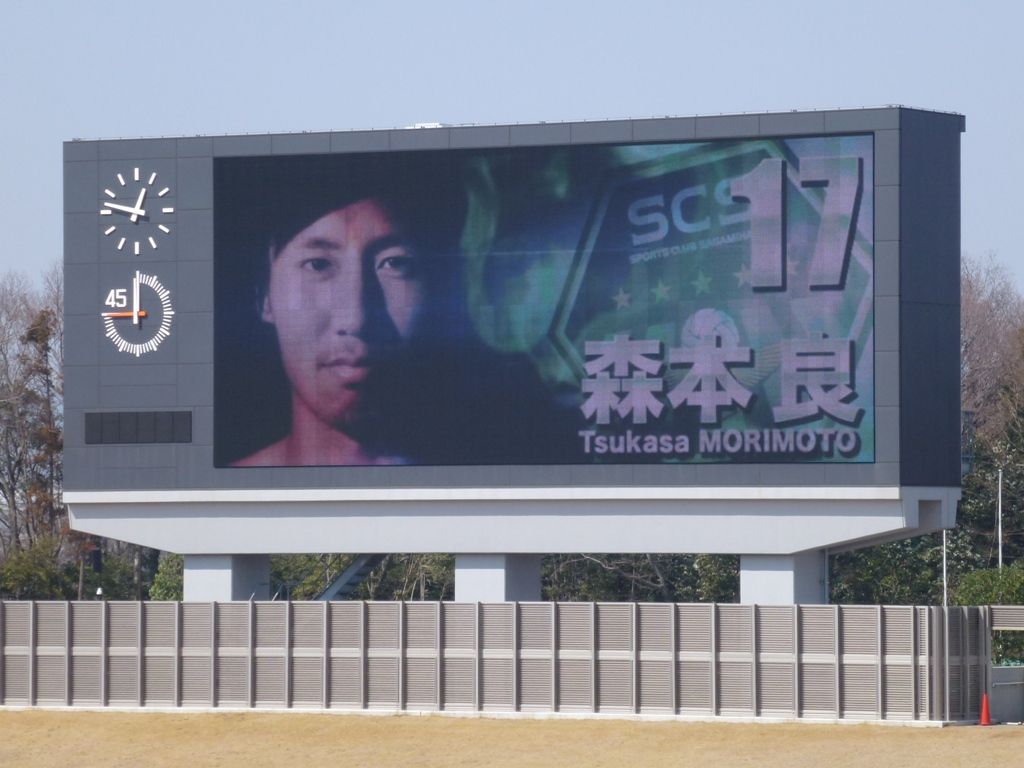 45
SCS
SPORTS CLUB SAGAMIHARA
17
森本 良
Tsukasa MORIMOTO